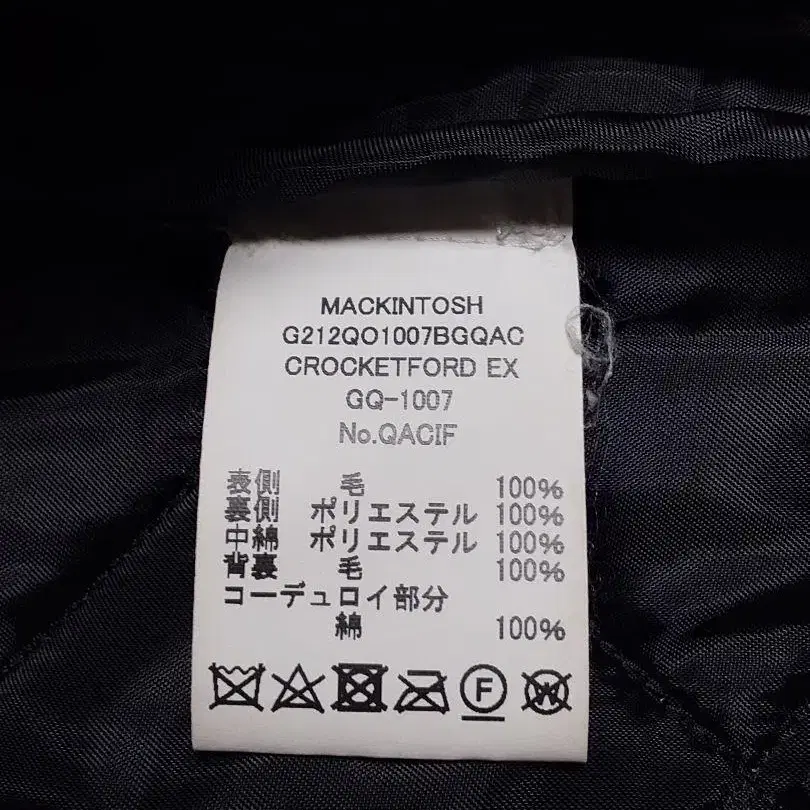 MACKINTOSH
G212QO1007BGQAC
CROCKETFORD EX
GQ-1007
No.QACIF
表側 毛 100%
裏側 ポリエステル 100%
中綿 ポリエステル 100%
背裏 毛 100%
コーデュロイ部分
綿 100%
F W